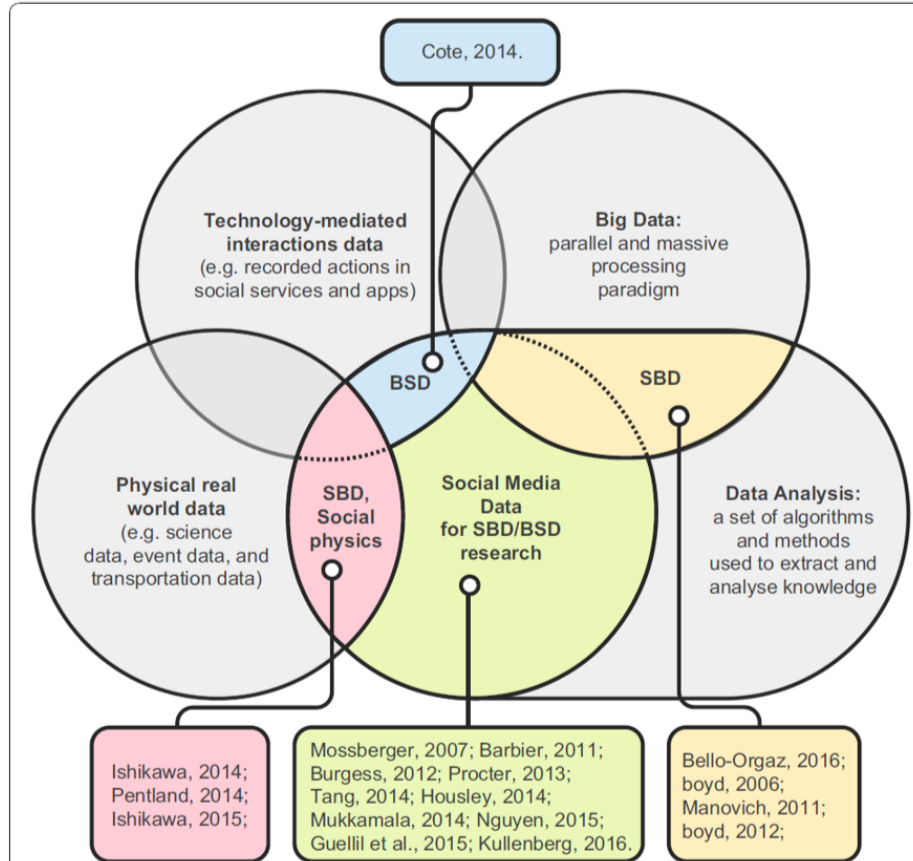 Cote, 2014.
Technology-mediated
interactions data
(e.g. recorded actions in
social services and apps)
Big Data:
parallel and massive
processing
paradigm
BSD
SBD
Physical real
world data
(e.g. science
data, event data, and
transportation data)
SBD,
Social
physics
Social Media
Data
for SBD/BSD
research
Data Analysis:
a set of algorithms
and methods
used to extract and
analyse knowledge
Ishikawa, 2014;
Pentland, 2014;
Ishikawa, 2015;
Mossberger, 2007; Barbier, 2011;
Burgess, 2012; Procter, 2013;
Tang, 2014; Housley, 2014;
Mukkamala, 2014; Nguyen, 2015;
Guellil et al., 2015; Kullenberg, 2016.
Bello-Orgaz, 2016;
boyd, 2006;
Manovich, 2011;
boyd, 2012;